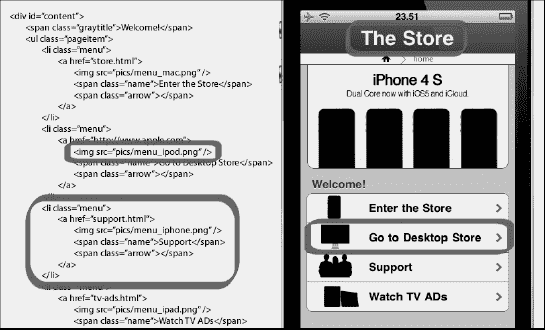 <div id="content">
<span class="graytitle">Welcome!</span>
<ul class="pageitem">
<li class="menu">
<a href="store.html">
<img src="pics/menu_mac.png"/>
<span class="name">Enter the Store</span>
<span class="arrow"></span>
</a>
</li>
<li class="menu">
<a href="http://www.apple.com">
<img src="pics/menu_ipod.png"/>
<span class="name">Go to Desktop Store</span>
<span class="arrow"></span>
</a>
</li>
<li class="menu">
<a href="support.html">
<img src="pics/menu_iphone.png"/>
<span class="name">Support</span>
<span class="arrow"></span>
</a>
</li>
<li class="menu">
<a href="tv-ads.html">
<img src="pics/menu_ipad.png"/>
<span class="name">Watch TV ADs</span>
23.51
The Store
home
iPhone 4 S
Dual Core now with iOS5 and iCloud.
Welcome!
Enter the Store
Go to Desktop Store
Support
Watch TV ADs